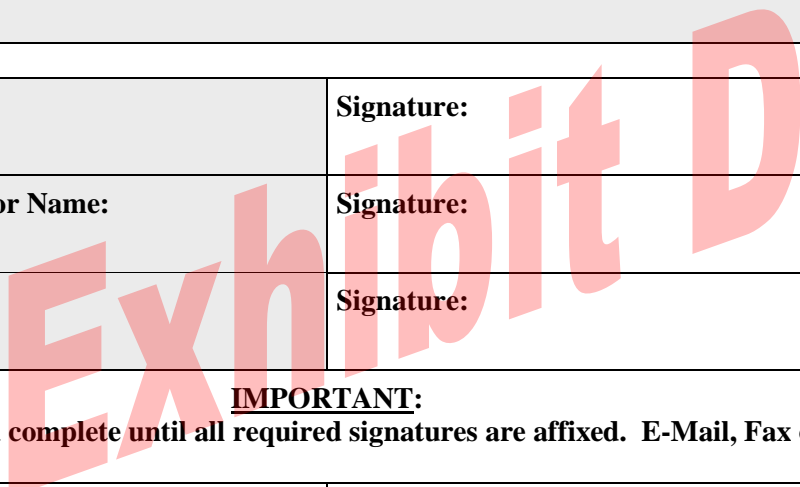 Signature:
or Name:
Signature:
Signature:
IMPORTANT:
complete until all required signatures are affixed.  E-Mail, Fax
Exhibit D